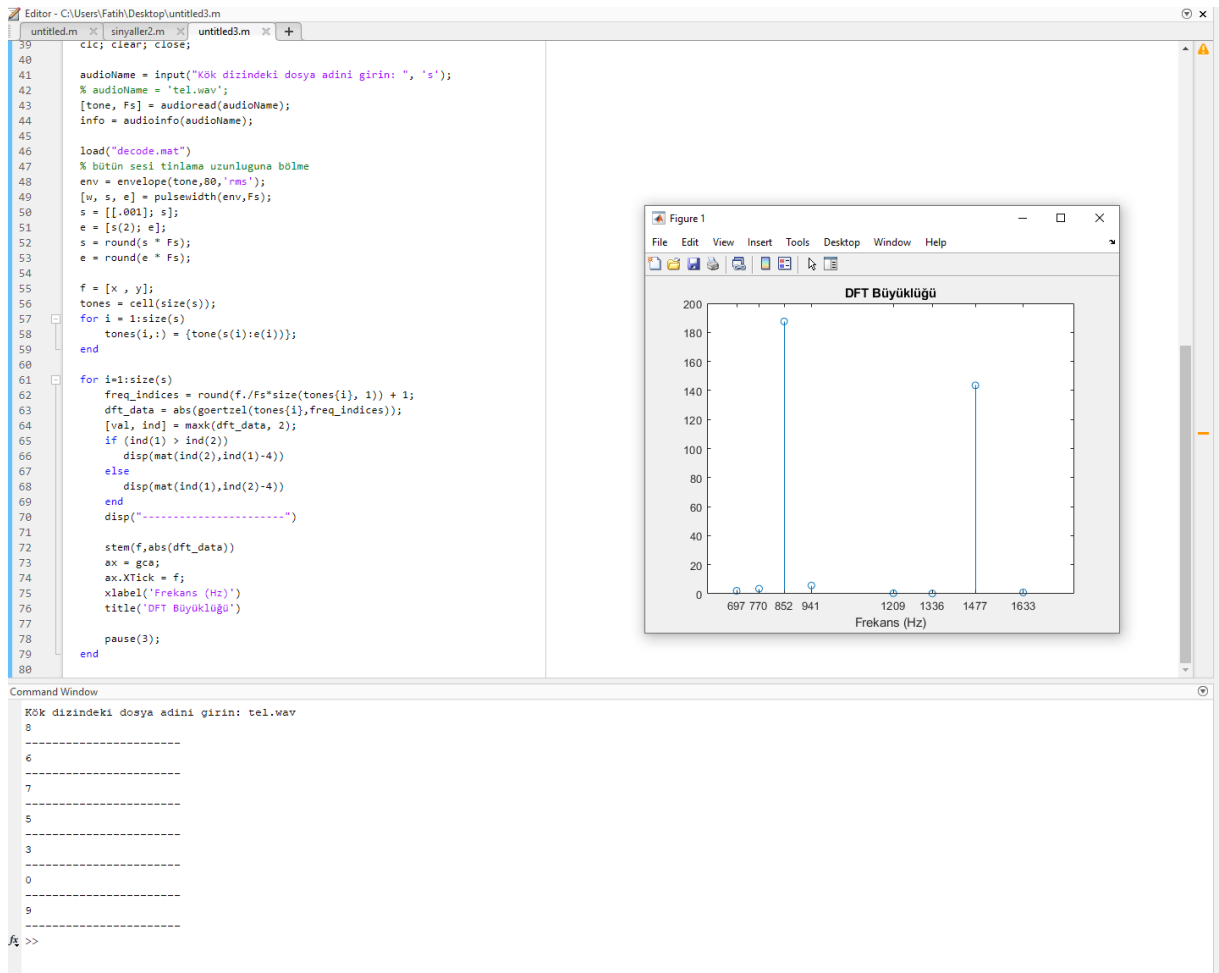 Editor - C:\Users\Fatih\Desktop\untitled3.m
untitled.m sinyaller2.m untitled3.m
39 clc; clear; close;
40
41 audioName = input("Kök dizindeki dosya adini girin: ", 's');
42 % audioName = 'tel.wav';
43 [tone, Fs] = audioread(audioName);
44 info = audioinfo(audioName);
45
46 load("decode.mat")
47 % bütün sesi tinlama uzunluguna bölme
48 env = envelope(tone,80,'rms');
49 [w, s, e] = pulsewidth(env,Fs);
50 s = [[.001]; s];
51 e = [s(2); e];
52 s = round(s * Fs);
53 e = round(e * Fs);
54
55 f = [x , y];
56 tones = cell(size(s));
57 for i = 1:size(s)
58 tones(i,:) = {tone(s(i):e(i))};
59 end
60
61 for i=1:size(s)
62 freq_indices = round(f./Fs*size(tones{i}, 1)) + 1;
63 dft_data = abs(goertzel(tones{i},freq_indices));
64 [val, ind] = maxk(dft_data, 2);
65 if (ind(1) > ind(2))
66 disp(mat(ind(2),ind(1)-4))
67 else
68 disp(mat(ind(1),ind(2)-4))
69 end
70 disp("-----------------------")
71
72 stem(f,abs(dft_data))
73 ax = gca;
74 ax.XTick = f;
75 xlabel('Frekans (Hz)')
76 title('DFT Büyüklüğü')
77
78 pause(3);
79 end
80
Figure 1
File Edit View Insert Tools Desktop Window Help
DFT Büyüklüğü
200
180
160
140
120
100
80
60
40
20
0
697 770 852 941 1209 1336 1477 1633
Frekans (Hz)
Command Window
Kök dizindeki dosya adini girin: tel.wav
8
-----------------------
6
-----------------------
7
-----------------------
5
-----------------------
3
-----------------------
0
-----------------------
9
-----------------------
fx >>